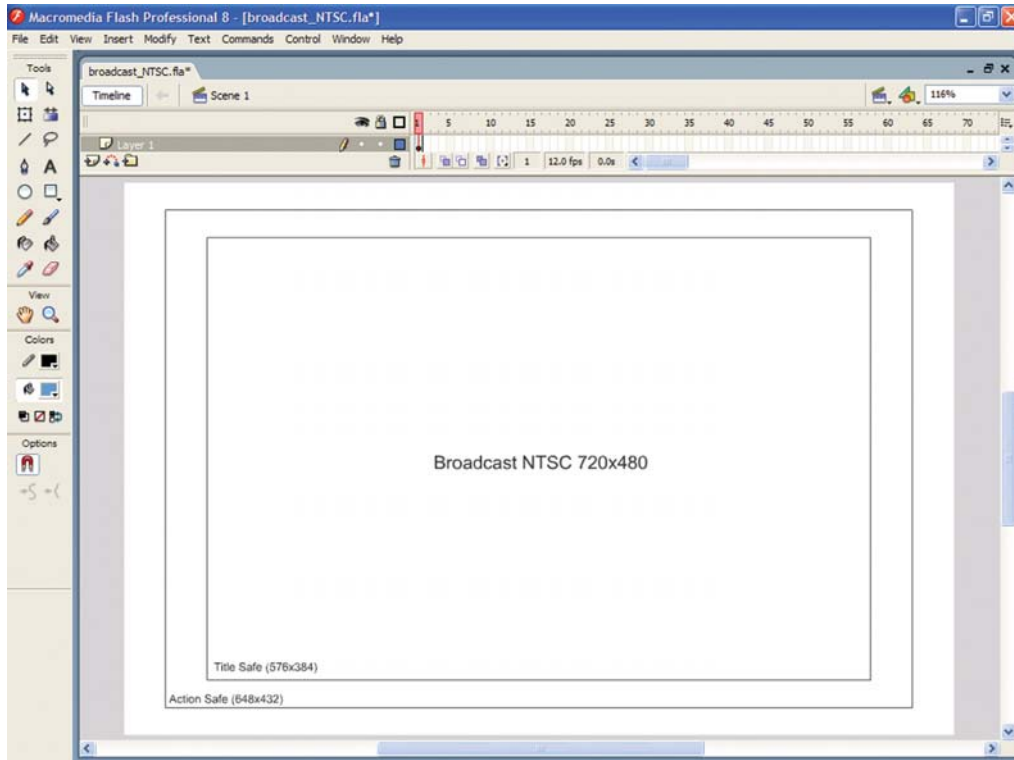 Macromedia Flash Professional 8 - [broadcast_NTSC.fla*]
File Edit View Insert Modify Text Commands Control Window Help
Tools
broadcast_NTSC.fla*
Timeline
Scene 1
116%
1 5 10 15 20 25 30 35 40 45 50 55 60 65 70
Layer 1
1 12.0 fps 0.0s
View
Colors
Options
Broadcast NTSC 720x480
Title Safe (576x384)
Action Safe (648x432)